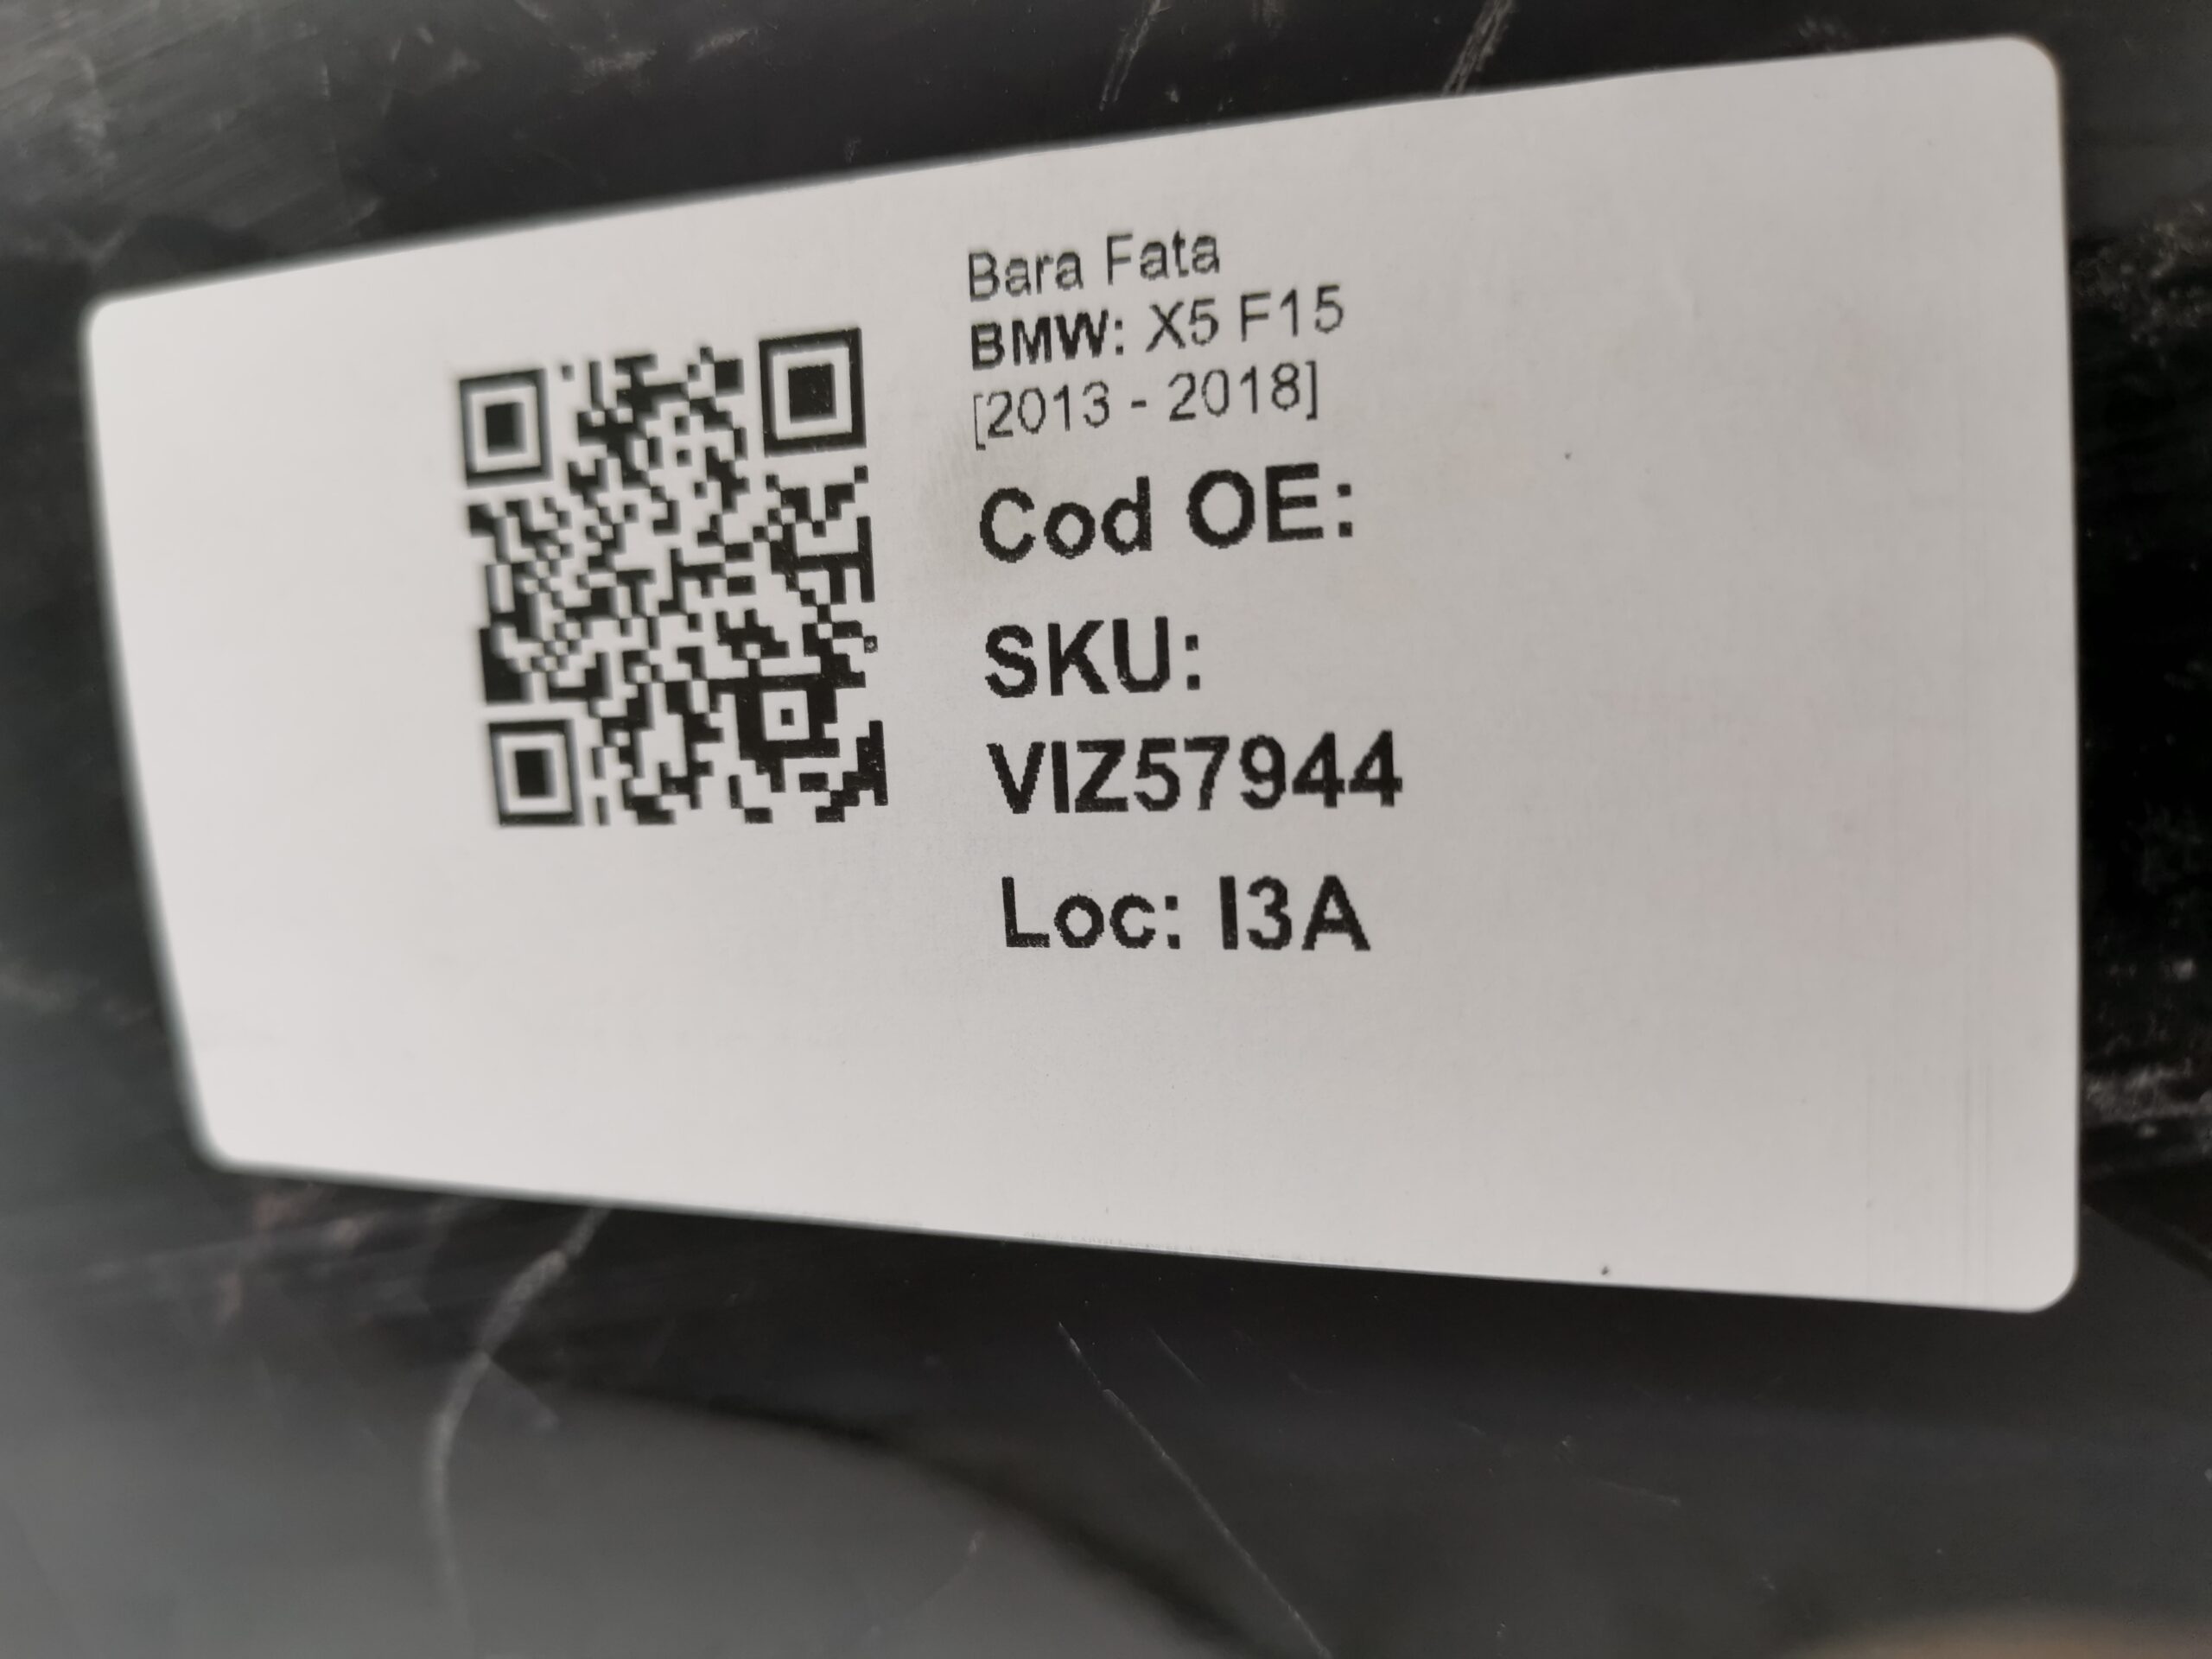 Bara Fata
BMW: X5 F15
[2013 - 2018]
Cod OE:
SKU:
VIZ57944
Loc: I3A